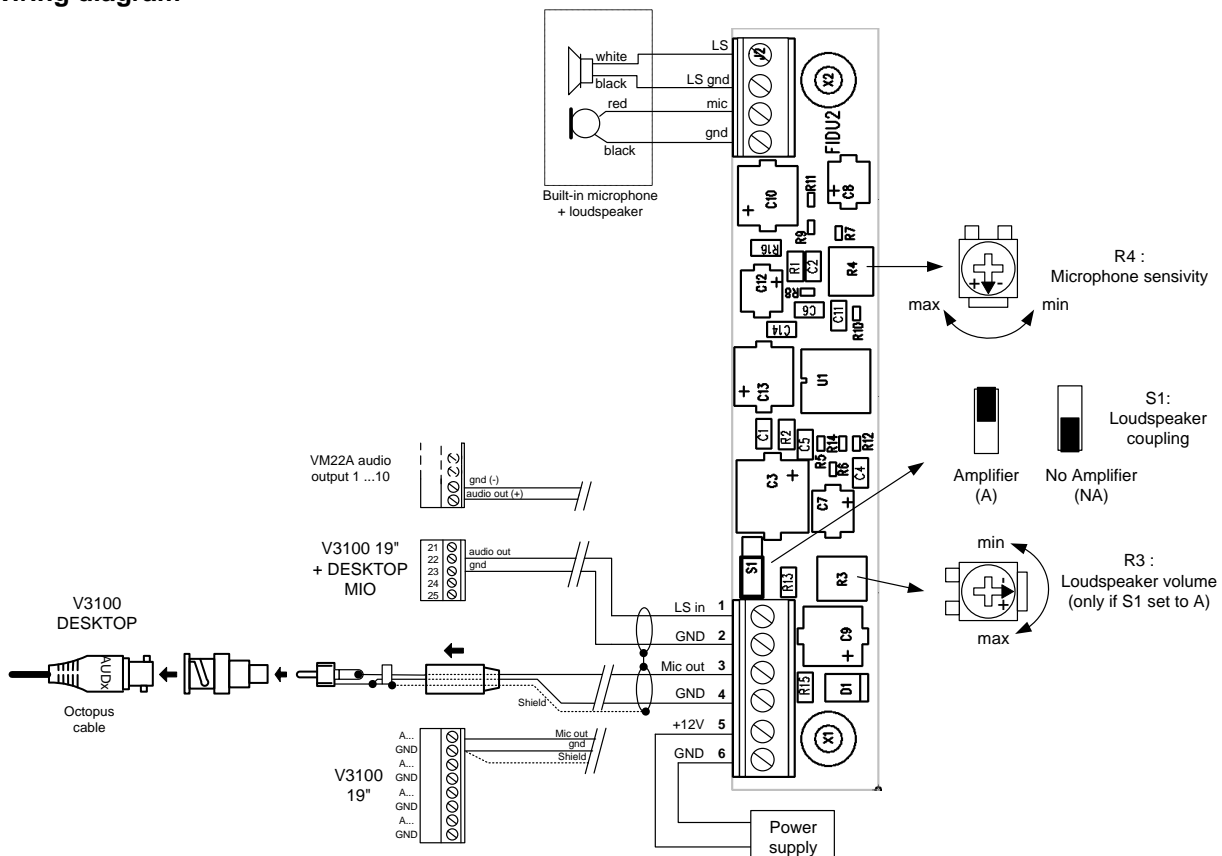 Wiring diagram
white
black
red
black
Built-in microphone
+ loudspeaker
LS
LS gnd
mic
gnd
J2
X2
FIDU2
C10
R11
C8
R9
R7
R16
R1
C2
R4
C12
R8
C6
C11
R10
C14
C13
U1
C1
R2
C5
R5
R14
R12
R6
C4
C3
C7
S1
R13
R3
C9
R15
D1
X1
R4 :
Microphone sensivity
max
min
S1:
Loudspeaker
coupling
Amplifier
(A)
No Amplifier
(NA)
min
max
R3 :
Loudspeaker volume
(only if S1 set to A)
VM22A audio
output 1 ...10
gnd (-)
audio out (+)
V3100 19"
+ DESKTOP
MIO
21
22
23
24
25
audio out
gnd
V3100
DESKTOP
AUDx
Octopus
cable
Shield
LS in 1
GND 2
Mic out 3
GND 4
+12V 5
GND 6
V3100
19"
A...
GND
A...
GND
A...
GND
A...
GND
Mic out
gnd
Shield
Power
supply